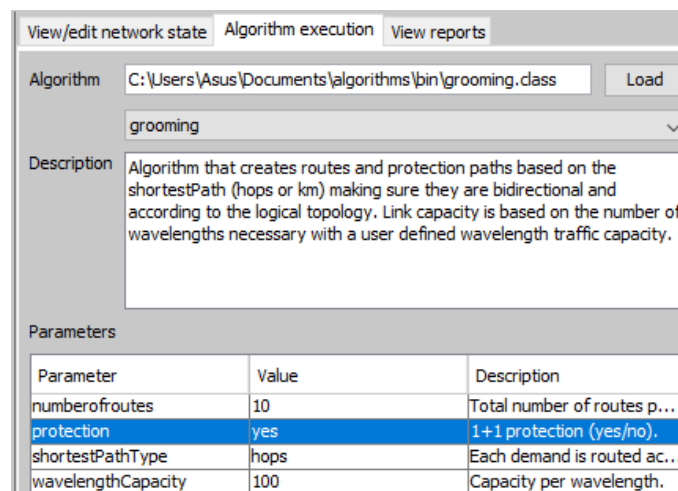 View/edit network state Algorithm execution View reports
Algorithm C:\Users\Asus\Documents\algorithms\bin\grooming.class Load
grooming
Description Algorithm that creates routes and protection paths based on the
shortestPath (hops or km) making sure they are bidirectional and
according to the logical topology. Link capacity is based on the number of
wavelengths necessary with a user defined wavelength traffic capacity.
Parameters
Parameter Value Description
numberofroutes 10 Total number of routes p...
protection yes 1+1 protection (yes/no).
shortestPathType hops Each demand is routed ac...
wavelengthCapacity 100 Capacity per wavelength.